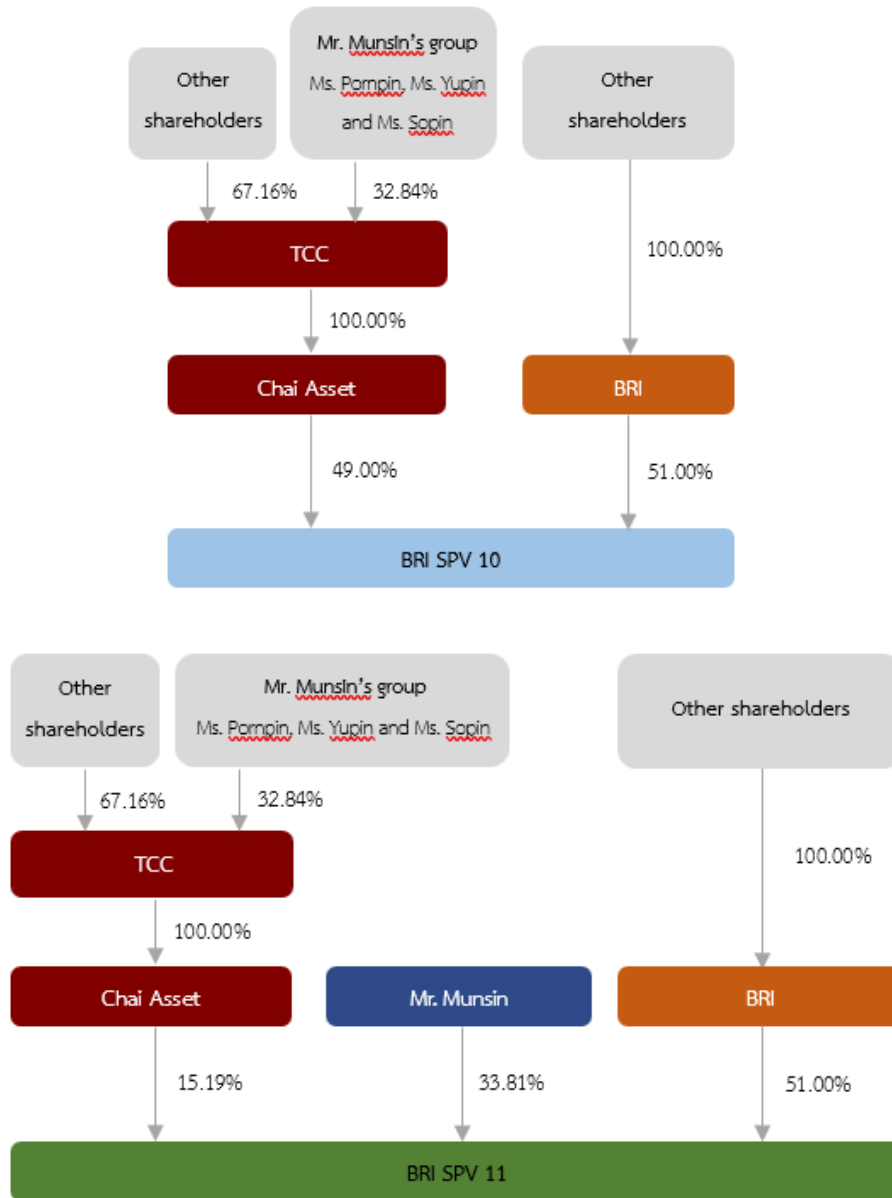 Other
shareholders
Mr. Munsin's group
Ms. Pornpin, Ms. Yupin
and Ms. Sopin
Other
shareholders
67.16%
32.84%
TCC
100.00%
100.00%
Chai Asset
BRI
49.00%
51.00%
BRI SPV 10
Other
shareholders
Mr. Munsin's group
Ms. Pornpin, Ms. Yupin and Ms. Sopin
Other shareholders
67.16%
32.84%
TCC
100.00%
100.00%
Chai Asset
Mr. Munsin
BRI
15.19%
33.81%
51.00%
BRI SPV 11